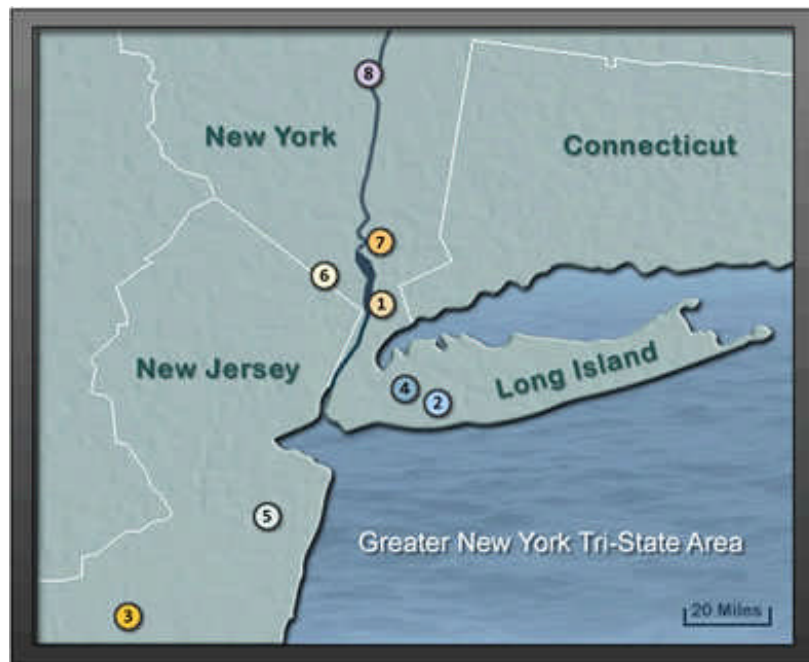 8
New York
Connecticut
7
6
1
New Jersey
Long Island
4
2
5
Greater New York Tri-State Area
3
20 Miles